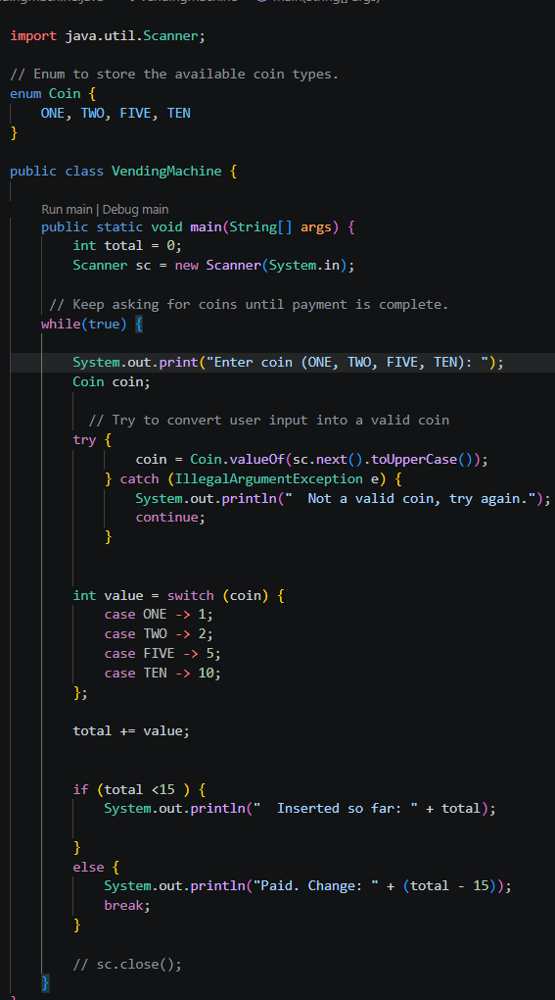 import java.util.Scanner;
// Enum to store the available coin types.
enum Coin {
    ONE, TWO, FIVE, TEN
}
public class VendingMachine {
    Run main | Debug main
    public static void main(String[] args) {
        int total = 0;
        Scanner sc = new Scanner(System.in);
     // Keep asking for coins until payment is complete.
    while(true) {
        System.out.print("Enter coin (ONE, TWO, FIVE, TEN): ");
        Coin coin;
          // Try to convert user input into a valid coin
        try {
                coin = Coin.valueOf(sc.next().toUpperCase());
            } catch (IllegalArgumentException e) {
                System.out.println("  Not a valid coin, try again.");
                continue;
            }
        int value = switch (coin) {
            case ONE -> 1;
            case TWO -> 2;
            case FIVE -> 5;
            case TEN -> 10;
        };
        total += value;
        if (total <15 ) {
            System.out.println("  Inserted so far: " + total);
        }
        else {
            System.out.println("Paid. Change: " + (total - 15));
            break;
        }
        // sc.close();
    }